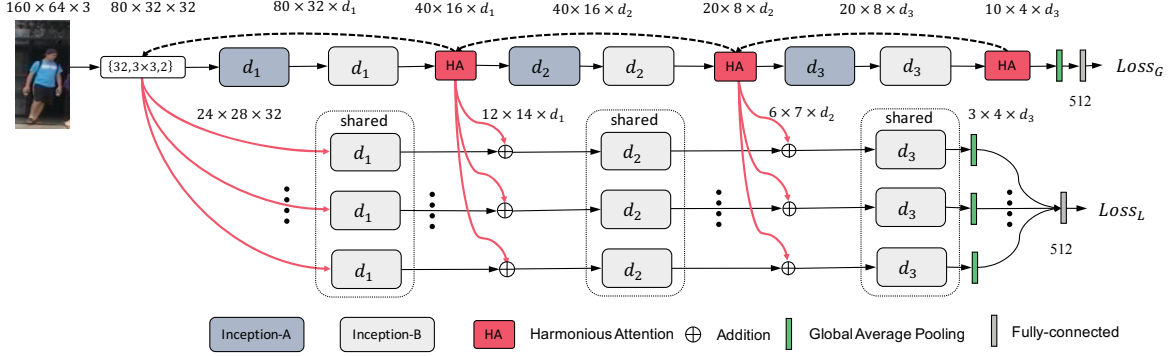 160 × 64 × 3 80 × 32 × 32 80 × 32 × d₁ 40 × 16 × d₁ 40 × 16 × d₂ 20 × 8 × d₂ 20 × 8 × d₃ 10 × 4 × d₃
{32,3×3,2} d₁ d₁ HA d₂ d₂ HA d₃ d₃ HA Loss_G
512
24 × 28 × 32 shared 12 × 14 × d₁ shared 6 × 7 × d₂ shared 3 × 4 × d₃
d₁ d₂ d₃
d₁ d₂ d₃ Loss_L
512
d₁ d₂ d₃
Inception-A Inception-B HA Harmonious Attention Addition Global Average Pooling Fully-connected